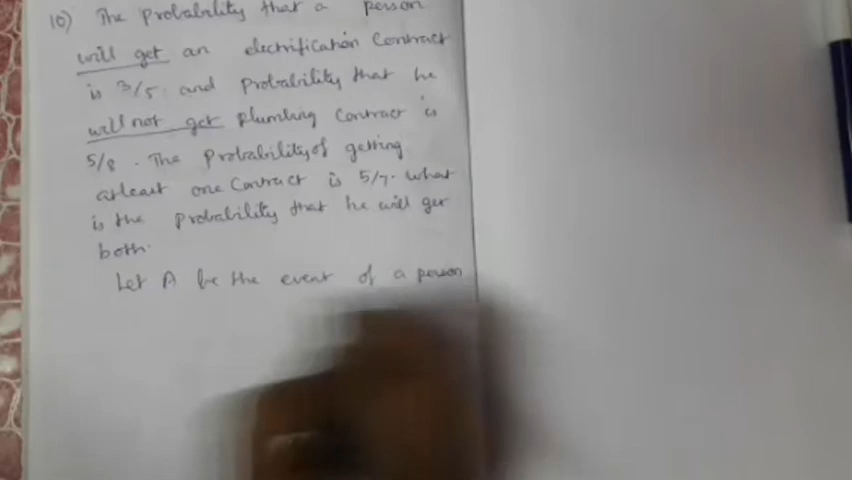 10) The Probability that a person
will get an electrification Contract
is 3/5. and Probability that he
will not get plumbing Contract is
5/8. The Probability of getting
atleast one Contract is 5/7. what
is the probability that he will get
both.
Let A be the event of a person